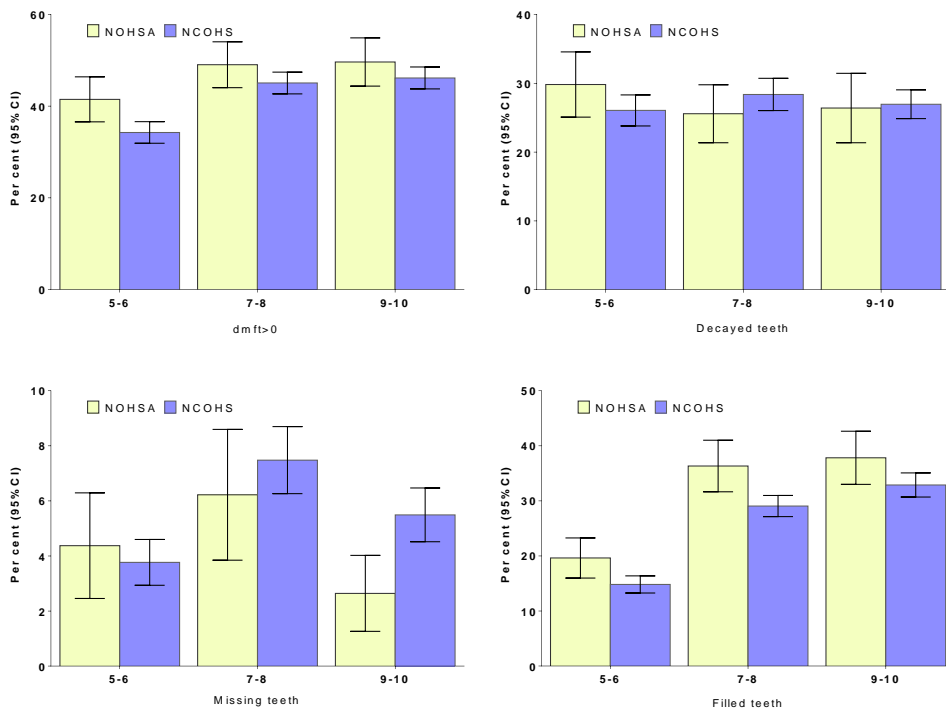 60
NOHSA NCOHS
40
20
0
Per cent (95%CI)
5-6 7-8 9-10
dmft>0
40
NOHSA NCOHS
30
20
10
0
Per cent (95%CI)
5-6 7-8 9-10
Decayed teeth
10
NOHSA NCOHS
8
6
4
2
0
Per cent (95%CI)
5-6 7-8 9-10
Missing teeth
50
NOHSA NCOHS
40
30
20
10
0
Per cent (95%CI)
5-6 7-8 9-10
Filled teeth